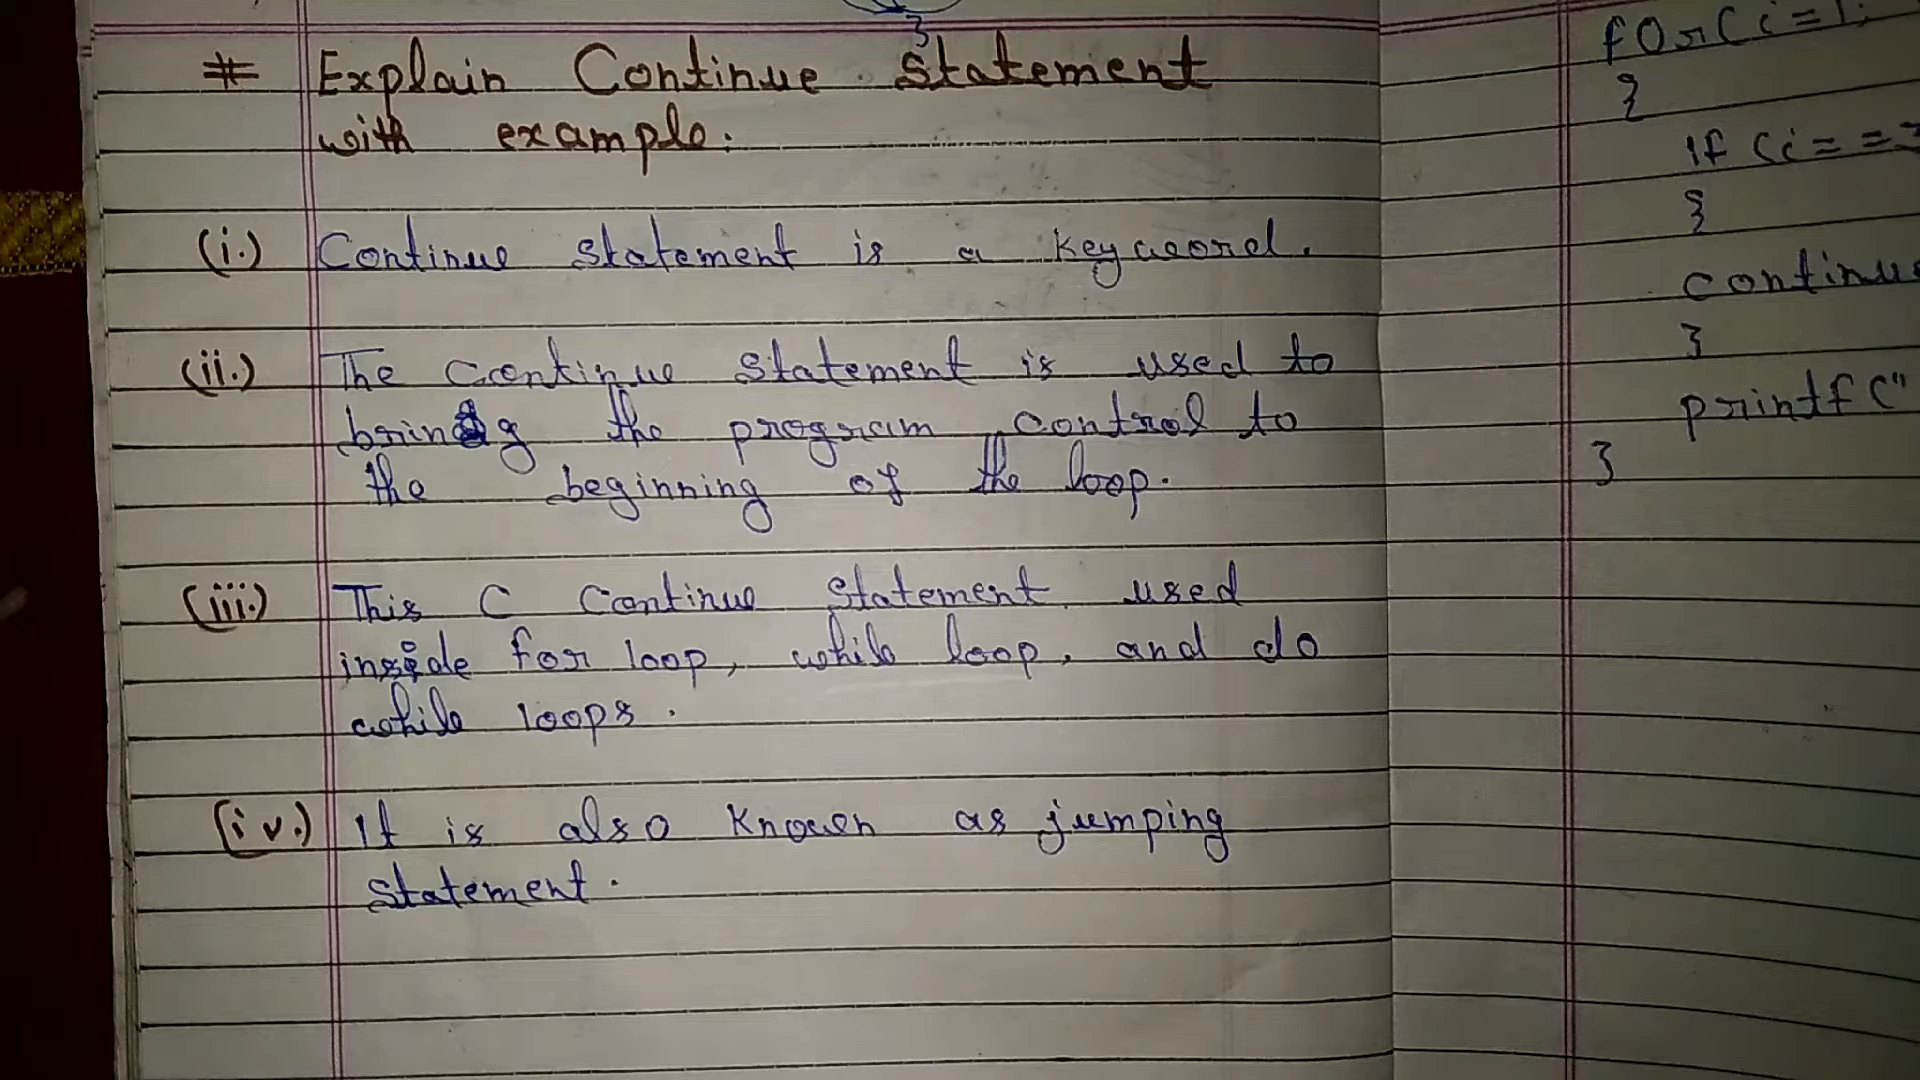 # Explain Continue Statement
with example:
(i.) Continue statement is a keyword.
(ii.) The continue statement is used to
bring the program control to
the beginning of the loop.
(iii.) This C continue statement used
inside for loop, while loop, and do
while loops.
(iv.) It is also known as jumping
statement.
for(i=1;
{
if (i==3
{
continue
}
printf("
}